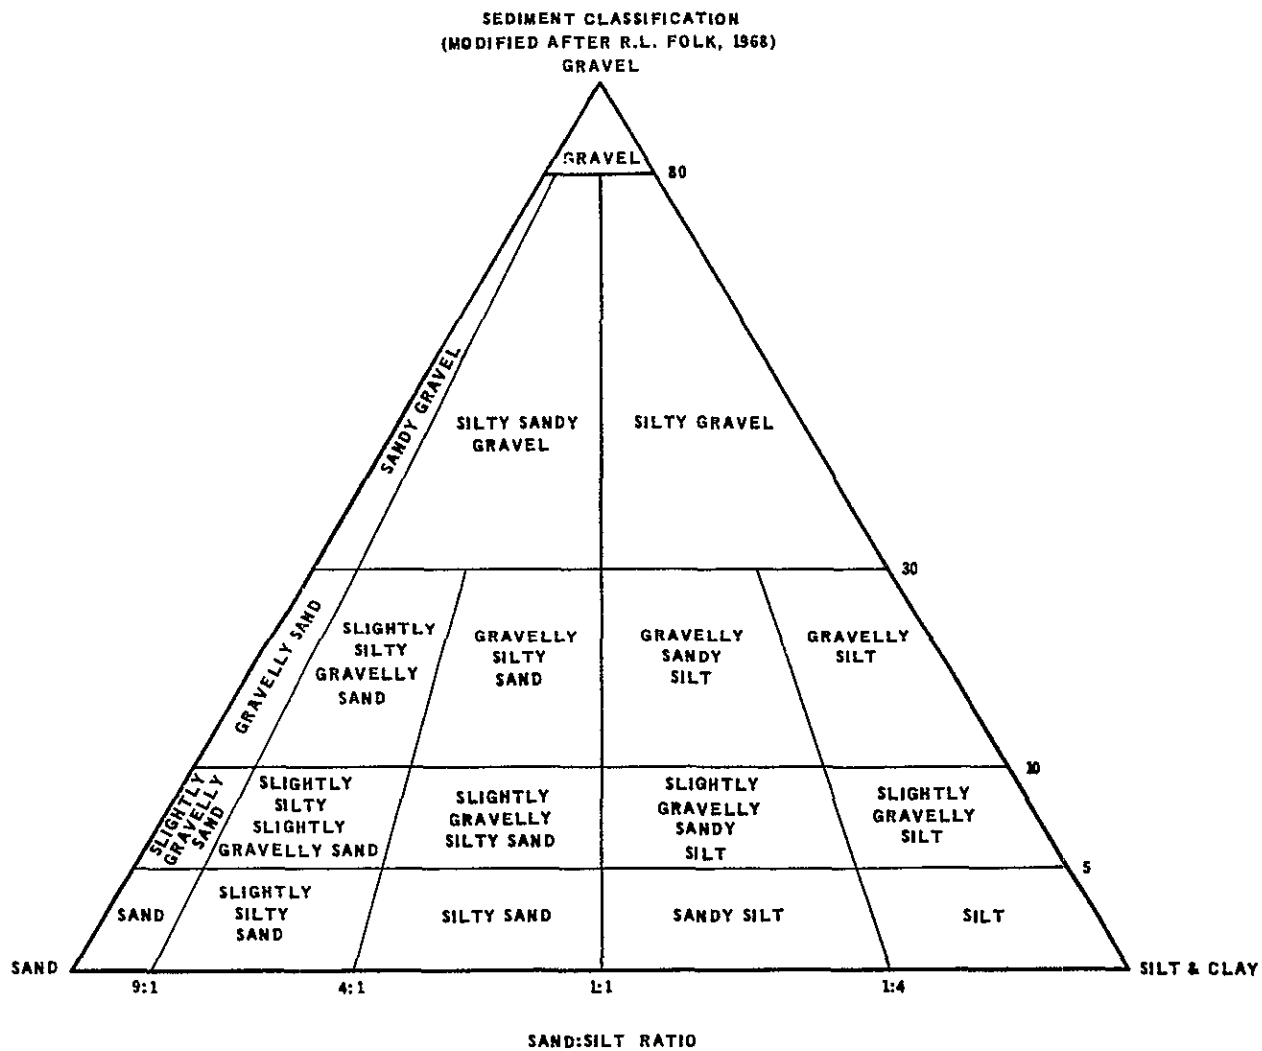 SEDIMENT CLASSIFICATION
(MODIFIED AFTER R.L. FOLK, 1968)
GRAVEL
GRAVEL
80
SANDY GRAVEL
SILTY SANDY
GRAVEL
SILTY GRAVEL
30
GRAVELLY SAND
SLIGHTLY
SILTY
GRAVELLY
SAND
GRAVELLY
SILTY
SAND
GRAVELLY
SANDY
SILT
GRAVELLY
SILT
10
SLIGHTLY
GRAVELLY
SAND
SLIGHTLY
SILTY
SLIGHTLY
GRAVELLY SAND
SLIGHTLY
GRAVELLY
SILTY SAND
SLIGHTLY
GRAVELLY
SANDY
SILT
SLIGHTLY
GRAVELLY
SILT
5
SAND
SLIGHTLY
SILTY
SAND
SILTY SAND
SANDY SILT
SILT
SAND
SILT & CLAY
9:1
4:1
1:1
1:4
SAND:SILT RATIO